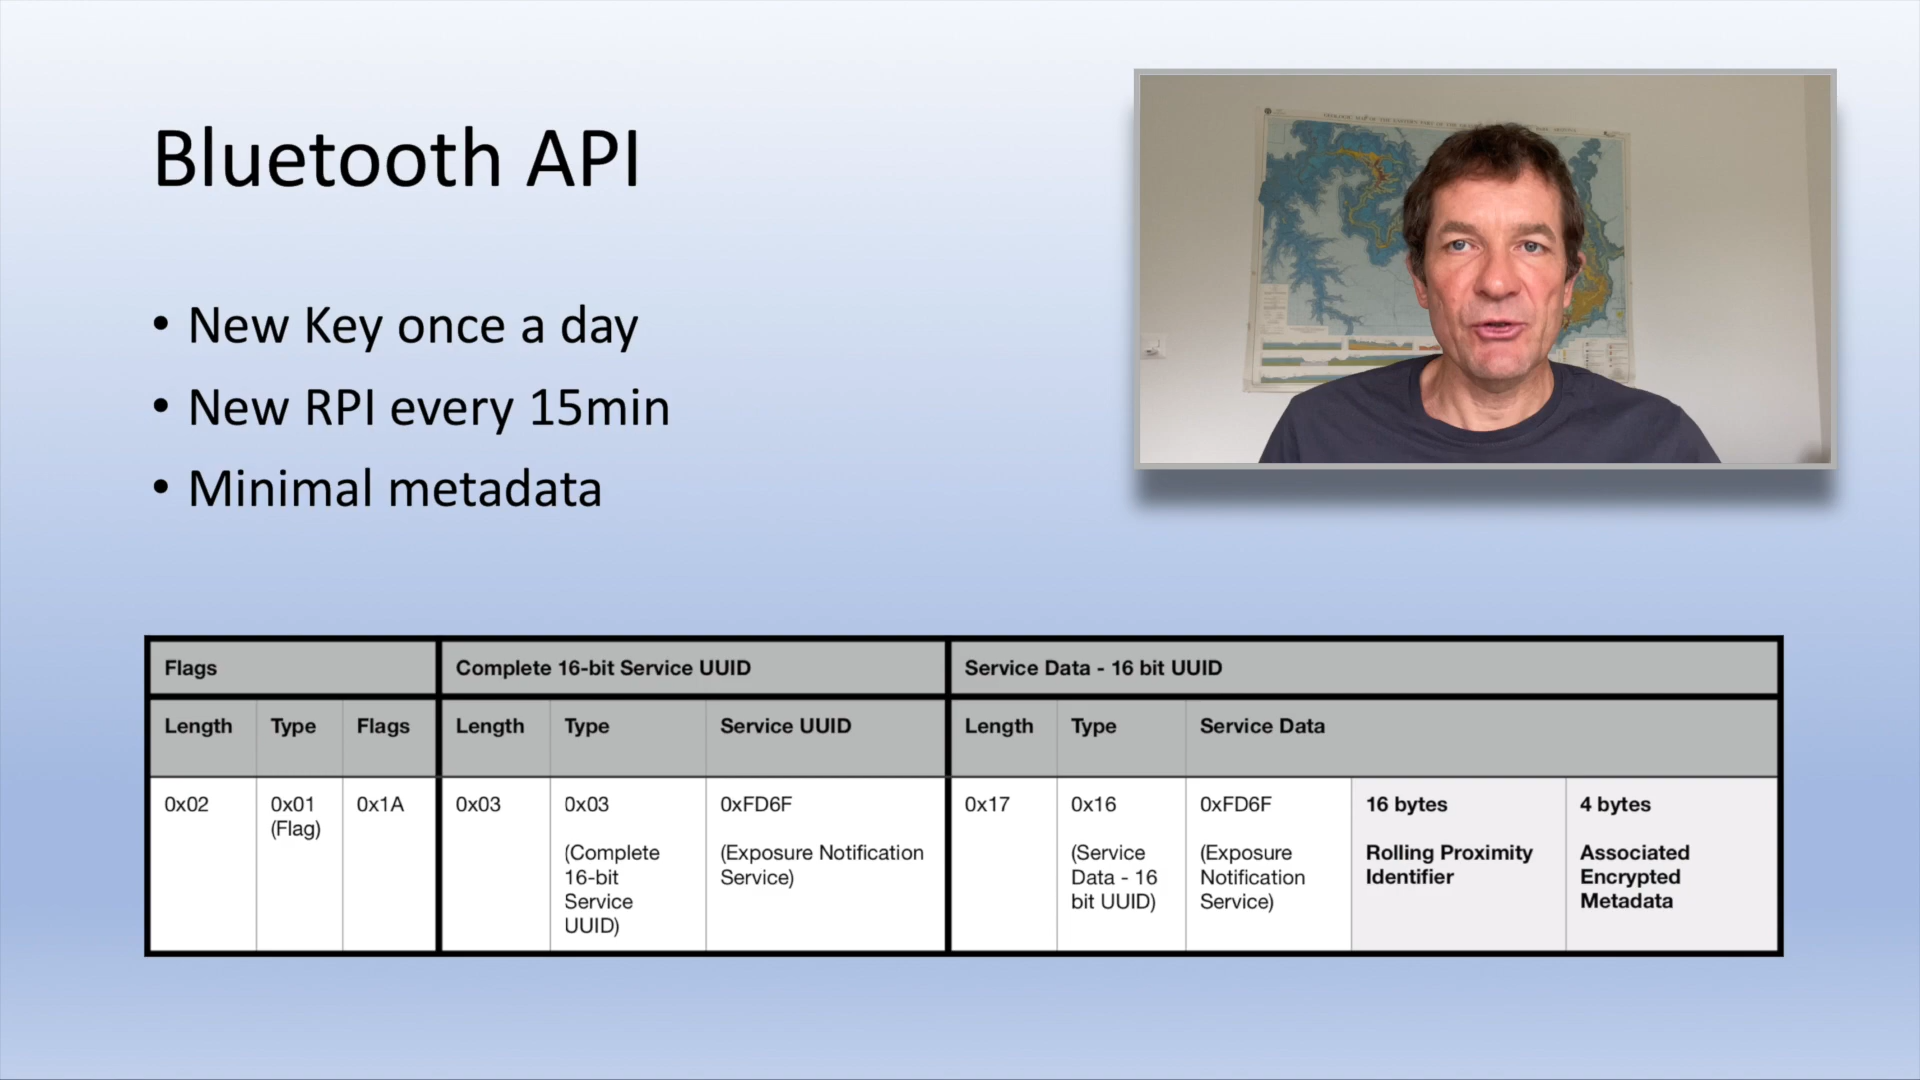 Bluetooth API
• New Key once a day
• New RPI every 15min
• Minimal metadata
Flags Complete 16-bit Service UUID Service Data - 16 bit UUID
Length Type Flags Length Type Service UUID Length Type Service Data
0x02 0x01 0x1A 0x03 0x03 0xFD6F 0x17 0x16 0xFD6F 16 bytes 4 bytes
(Flag)
(Complete (Exposure Notification (Service (Exposure Rolling Proximity Associated
16-bit Service) Data - 16 Notification Identifier Encrypted
Service bit UUID) Service) Metadata
UUID)